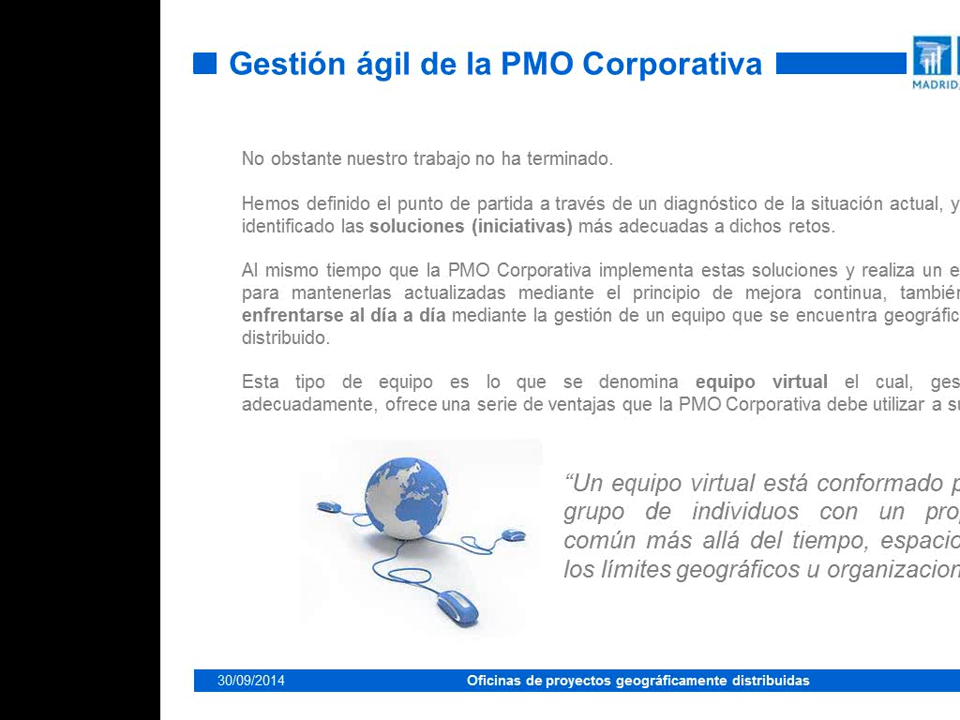 Gestión ágil de la PMO Corporativa
MADRID
No obstante nuestro trabajo no ha terminado.
Hemos definido el punto de partida a través de un diagnóstico de la situación actual, y
identificado las soluciones (iniciativas) más adecuadas a dichos retos.
Al mismo tiempo que la PMO Corporativa implementa estas soluciones y realiza un e
para mantenerlas actualizadas mediante el principio de mejora continua, también
enfrentarse al día a día mediante la gestión de un equipo que se encuentra geográfic
distribuido.
Esta tipo de equipo es lo que se denomina equipo virtual el cual, ges
adecuadamente, ofrece una serie de ventajas que la PMO Corporativa debe utilizar a su
“Un equipo virtual está conformado p
grupo de individuos con un prop
común más allá del tiempo, espacio
los límites geográficos u organizacion
30/09/2014 Oficinas de proyectos geográficamente distribuidas